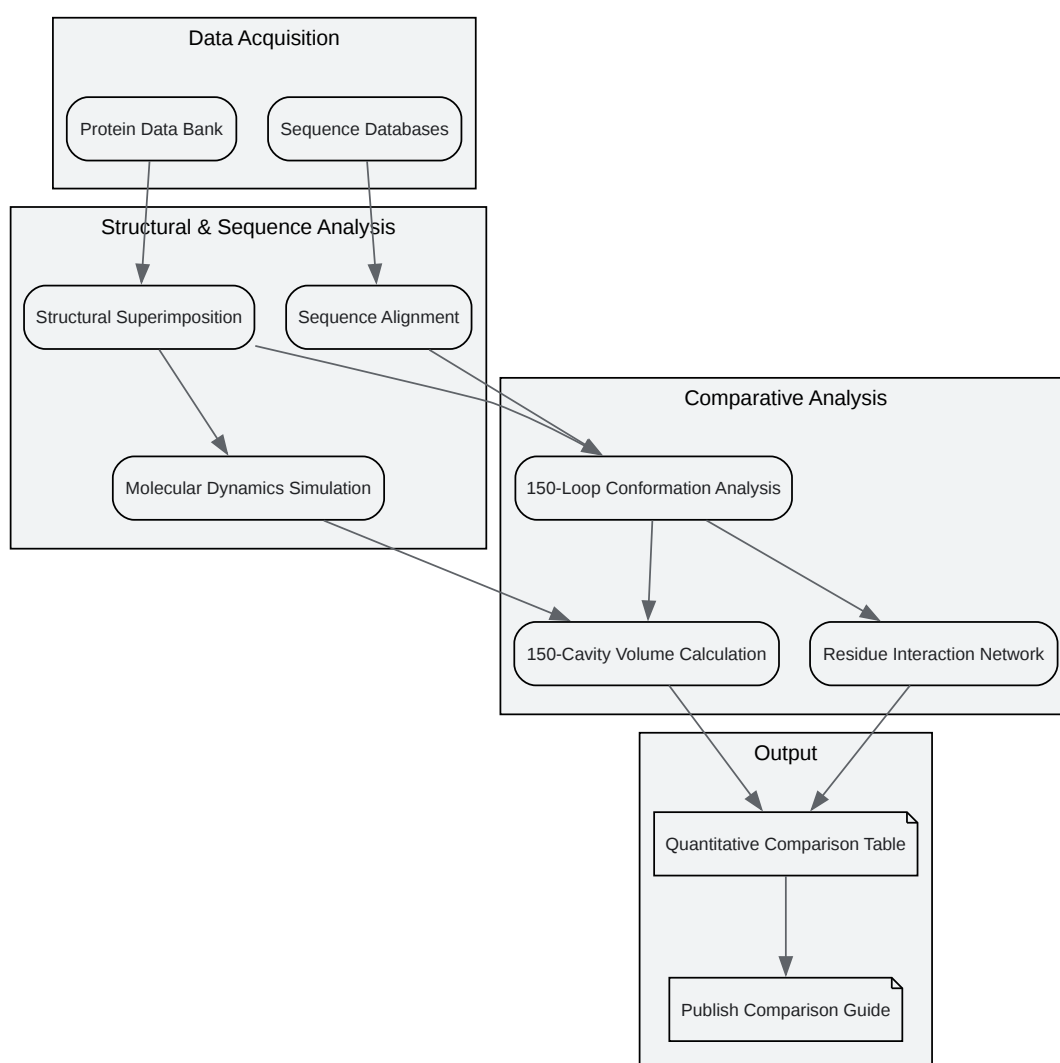 Data Acquisition
Protein Data Bank
Sequence Databases
Structural & Sequence Analysis
Structural Superimposition
Sequence Alignment
Molecular Dynamics Simulation
Comparative Analysis
150-Loop Conformation Analysis
150-Cavity Volume Calculation
Residue Interaction Network
Output
Quantitative Comparison Table
Publish Comparison Guide